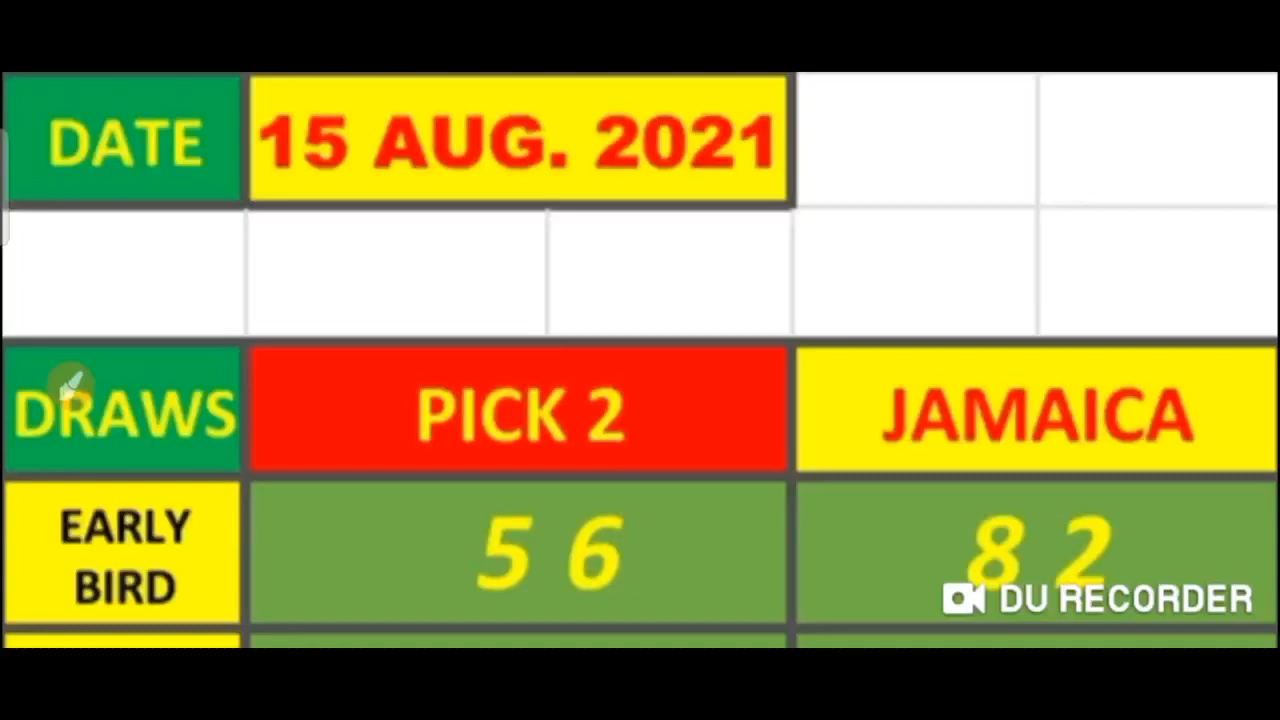 DATE 15 AUG. 2021
DRAWS PICK 2 JAMAICA
EARLY BIRD 5 6 8 2
DU RECORDER